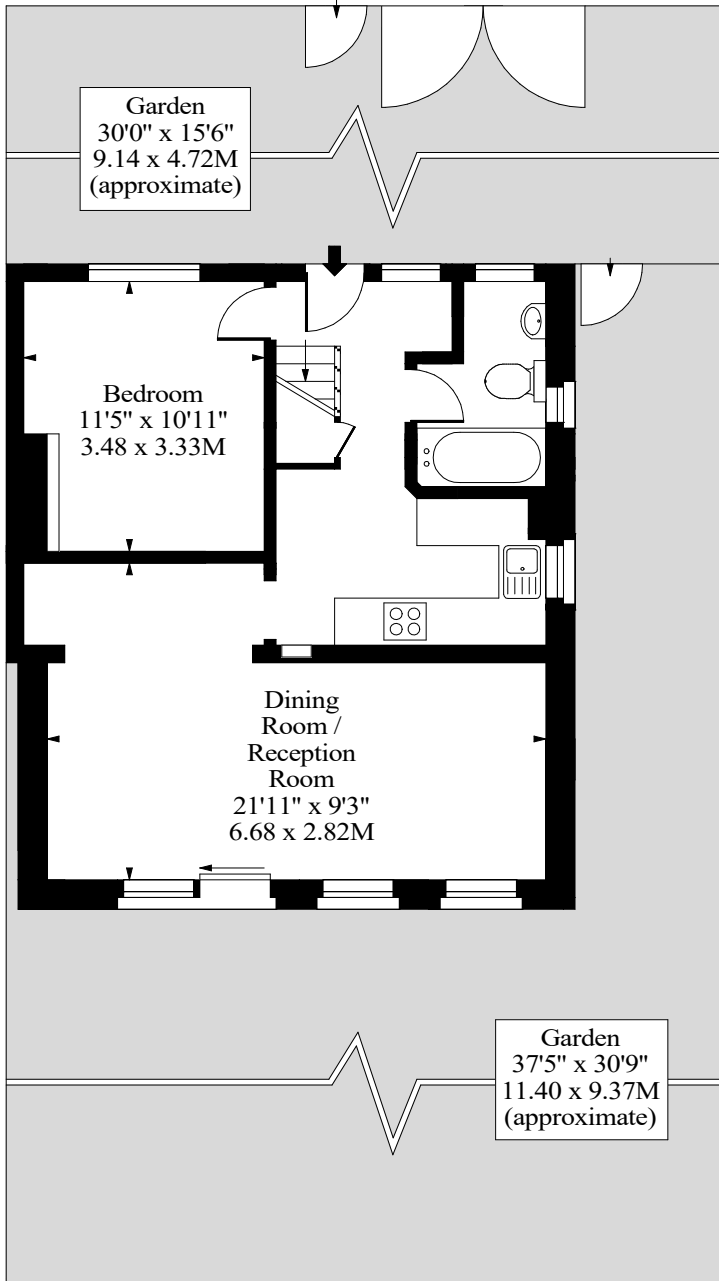 Garden
30'0" x 15'6"
9.14 x 4.72M
(approximate)
Bedroom
11'5" x 10'11"
3.48 x 3.33M
Dining
Room /
Reception
Room
21'11" x 9'3"
6.68 x 2.82M
Garden
37'5" x 30'9"
11.40 x 9.37M
(approximate)